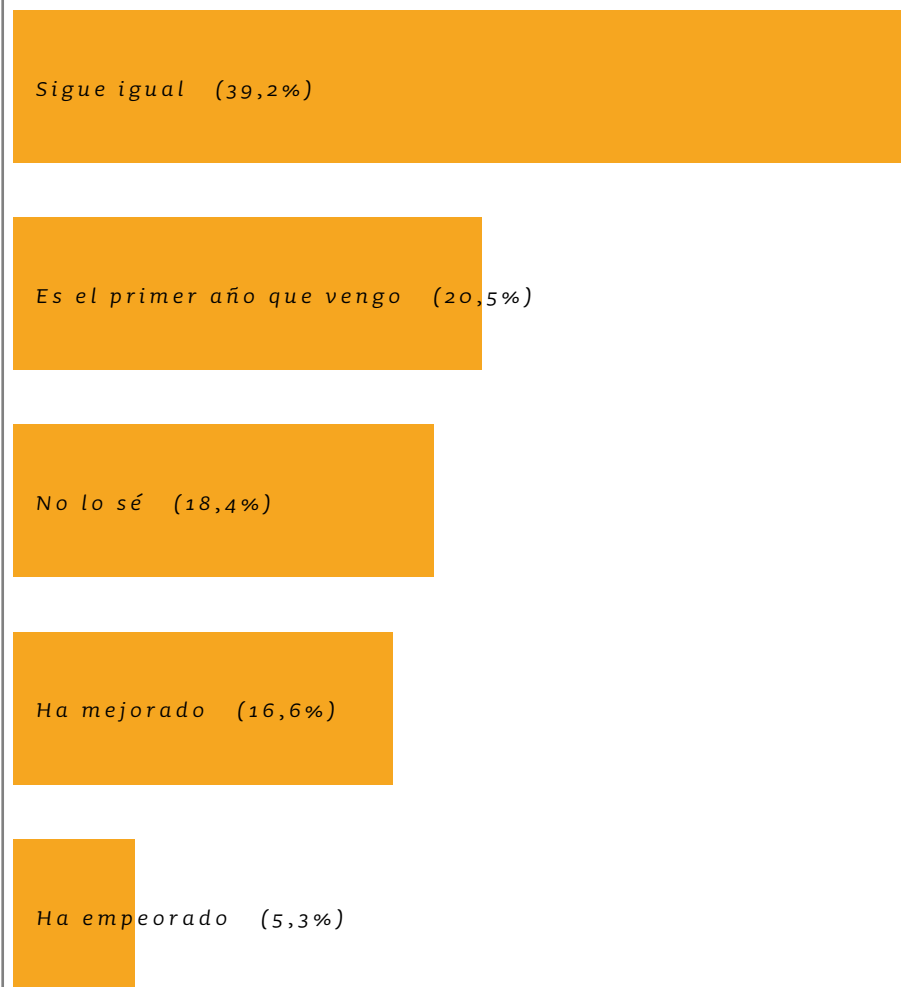 Sigue igual (39,2%)
Es el primer año que vengo (20,5%)
No lo sé (18,4%)
Ha mejorado (16,6%)
Ha empeorado (5,3%)